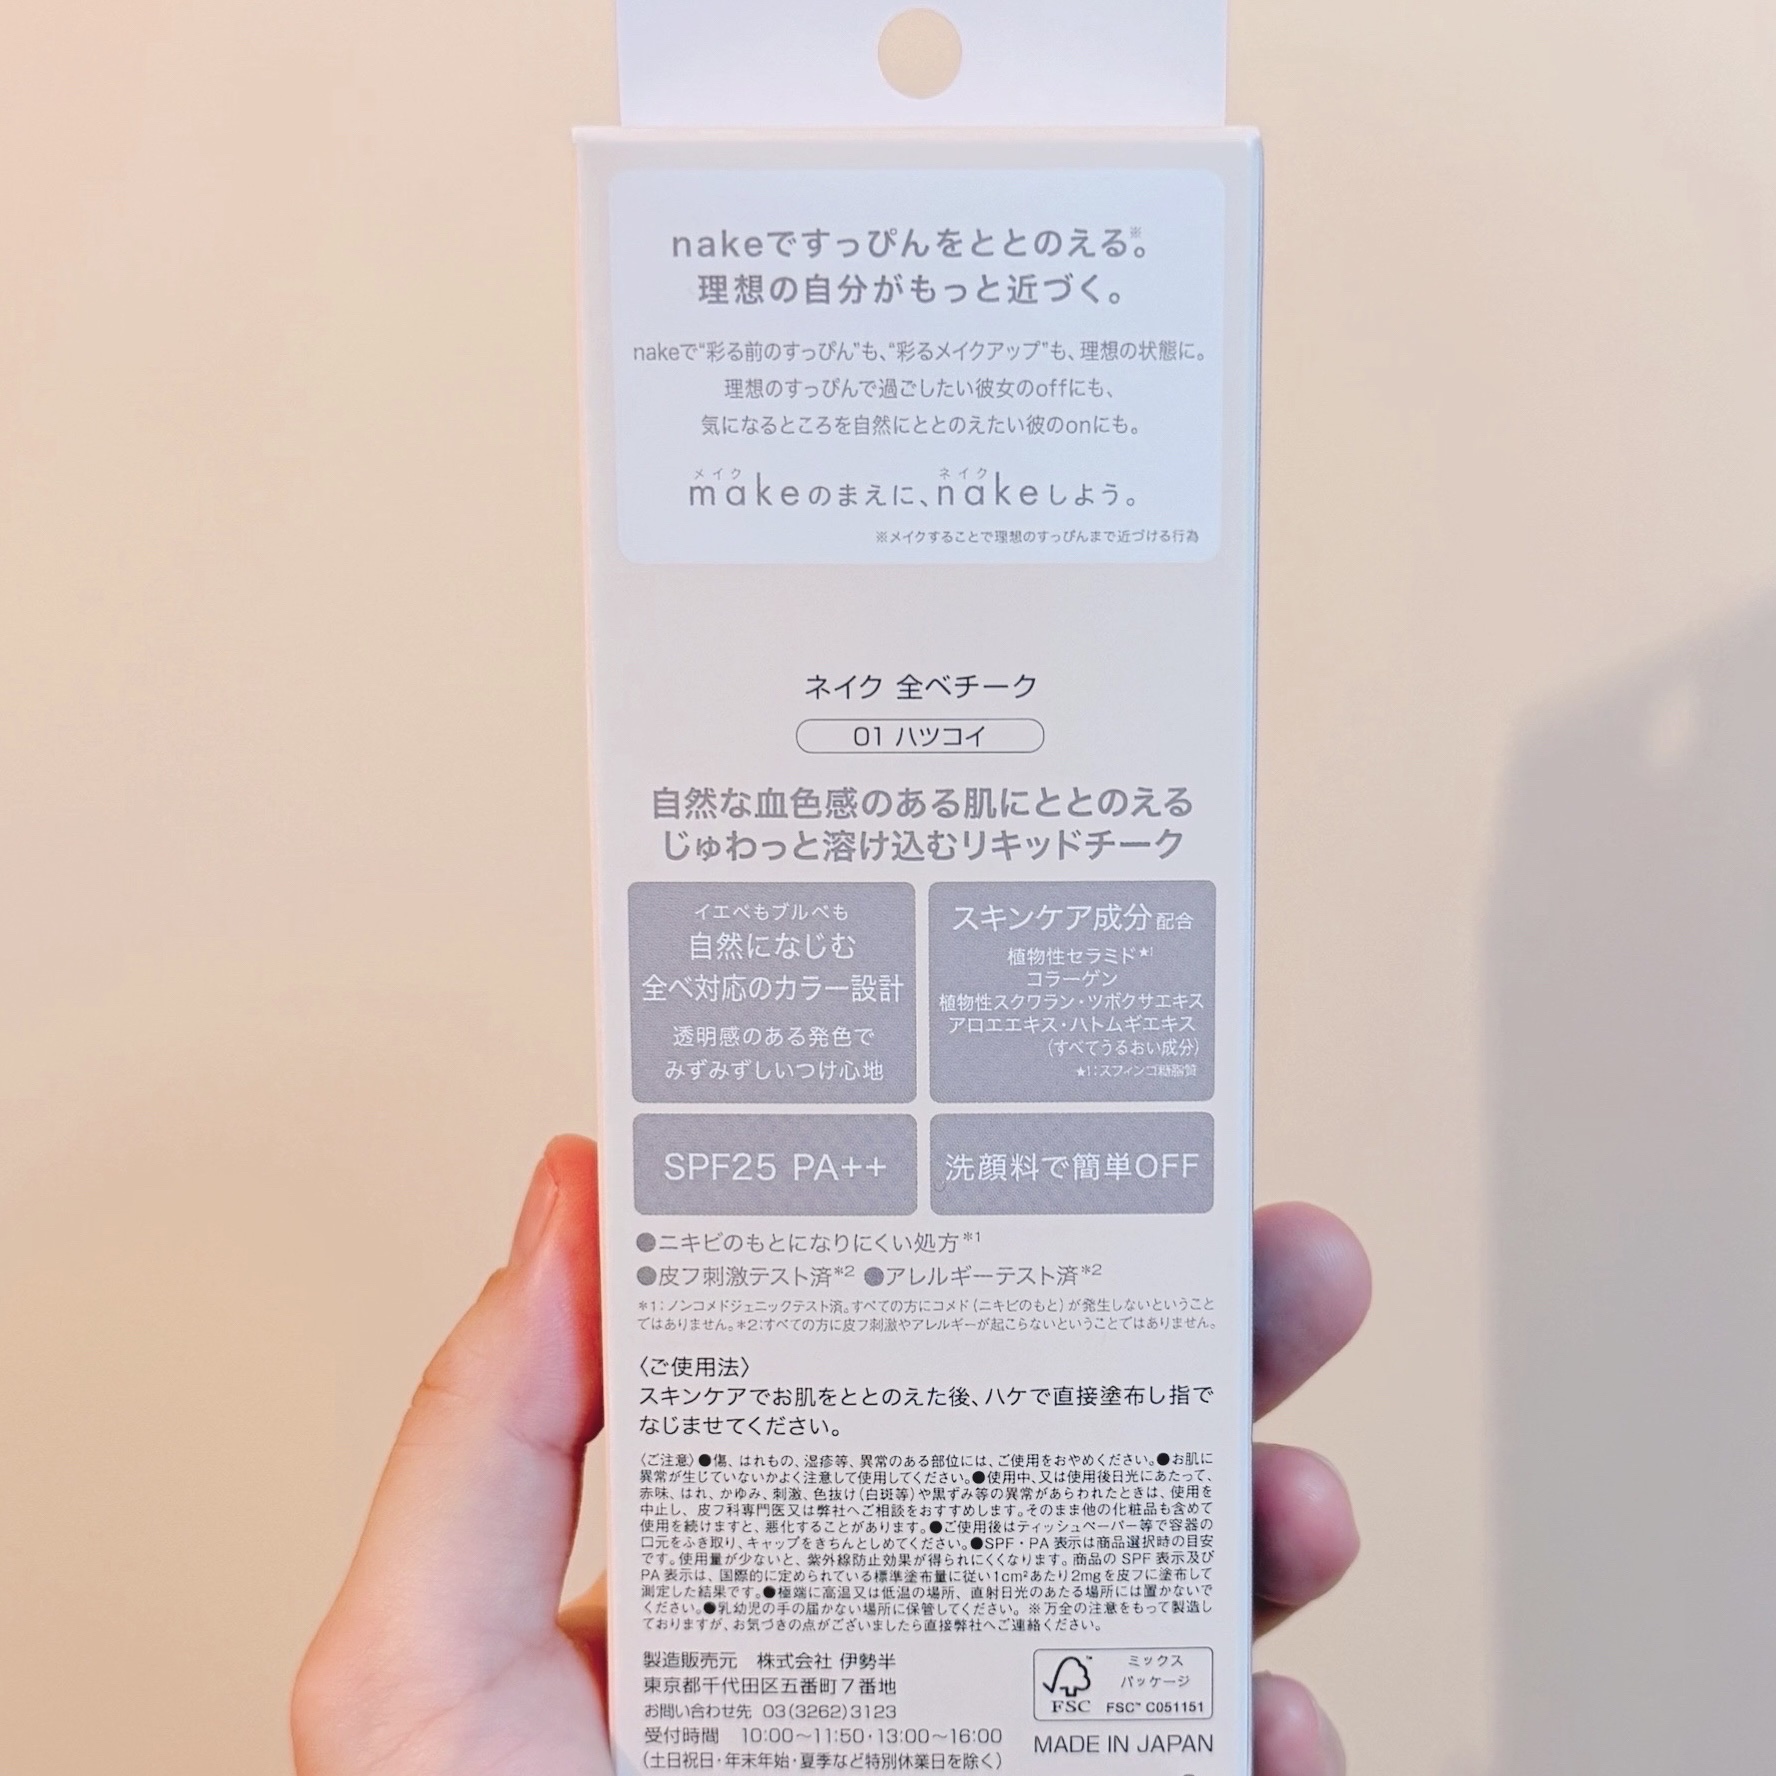 nakeですっぴんをととのえる※。
理想の自分がもっと近づく。
nakeで“彩る前のすっぴん”も、“彩るメイクアップ”も、理想の状態に。
理想のすっぴんで過ごしたい彼女のoffにも、
気になるところを自然にととのえたい彼のonにも。
メイク ネイク
makeのまえに、nakeしよう。
※メイクすることで理想のすっぴんまで近づける行為
ネイク 全ベチーク
01 ハツコイ
自然な血色感のある肌にととのえる
じゅわっと溶け込むリキッドチーク
イエベもブルベも
自然になじむ
全ベ対応のカラー設計
透明感のある発色で
みずみずしいつけ心地
スキンケア成分 配合
植物性セラミド★1
コラーゲン
植物性スクワラン・ツボクサエキス
アロエエキス・ハトムギエキス
(すべてうるおい成分)
★1:スフィンゴ糖脂質
SPF25 PA++
洗顔料で簡単OFF
●ニキビのもとになりにくい処方*1
●皮フ刺激テスト済*2 ●アレルギーテスト済*2
*1:ノンコメドジェニックテスト済。すべての方にコメド(ニキビのもと)が発生しないということ
ではありません。*2:すべての方に皮フ刺激やアレルギーが起こらないということではありません。
〈ご使用法〉
スキンケアでお肌をととのえた後、ハケで直接塗布し指で
なじませてください。
〈ご注意〉●傷、はれもの、湿疹等、異常のある部位には、ご使用をおやめください。●お肌に
異常が生じていないかよく注意して使用してください。●使用中、又は使用後日光にあたって、
赤味、はれ、かゆみ、刺激、色抜け(白斑等)や黒ずみ等の異常があらわれたときは、使用を
中止し、皮フ科専門医又は弊社へご相談をおすすめします。そのまま他の化粧品も含めて
使用を続けますと、悪化することがあります。●ご使用後はティッシュペーパー等で容器の
口元をふき取り、キャップをきちんとしめてください。●SPF・PA 表示は商品選択時の目安
です。使用量が少ないと、紫外線防止効果が得られにくくなります。商品の SPF 表示及び
PA 表示は、国際的に定められている標準塗布量に従い1cm²あたり2mgを皮フに塗布して
測定した結果です。●極端に高温又は低温の場所、直射日光のあたる場所には置かないで
ください。●乳幼児の手の届かない場所に保管してください。※万全の注意をもって製造し
ておりますが、お気づきの点がございましたら直接弊社へご連絡ください。
製造販売元 株式会社 伊勢半
東京都千代田区五番町7番地
お問い合わせ先 03(3262)3123
受付時間 10:00～11:50・13:00～16:00
(土日祝日・年末年始・夏季など特別休業日を除く)
ミックス
パッケージ
FSC™ C051151
FSC
MADE IN JAPAN